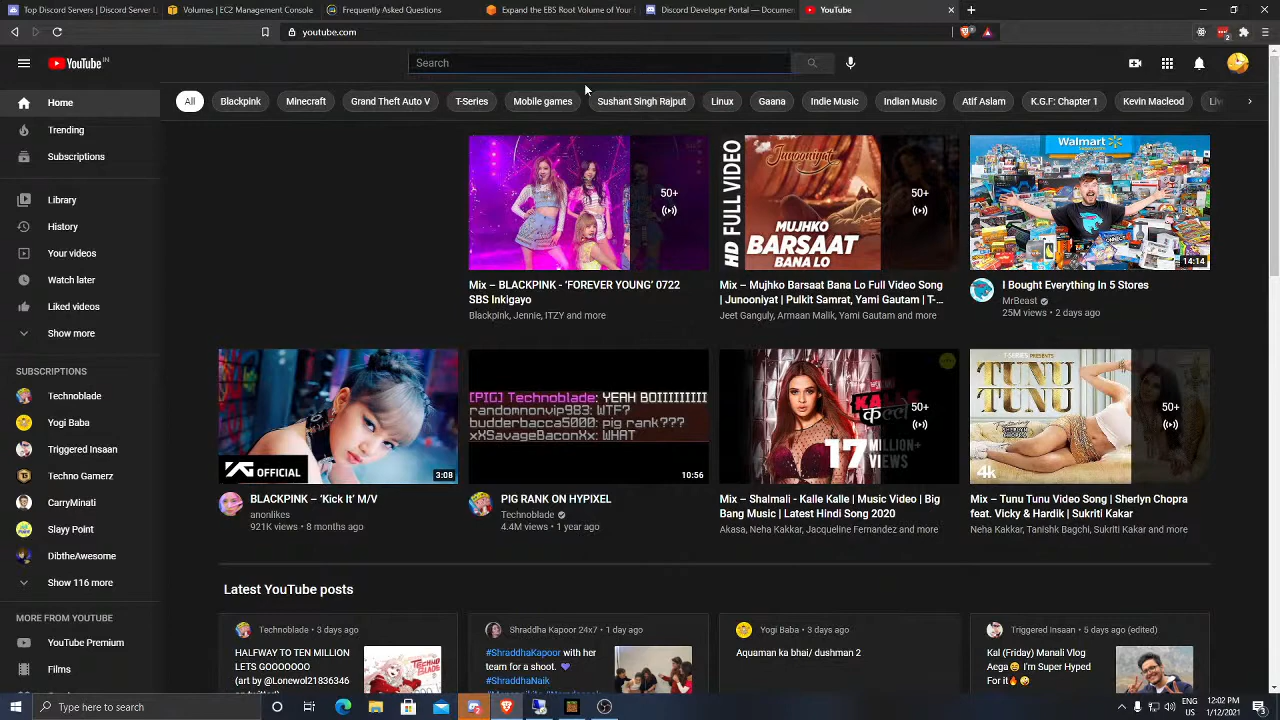 Top Discord Servers | Discord Server L
Volumes | EC2 Management Console
Frequently Asked Questions
Expand the EBS Root Volume of Your
Discord Developer Portal — Documen
YouTube
youtube.com
YouTube IN
Search
Home
Trending
Subscriptions
Library
History
Your videos
Watch later
Liked videos
Show more
SUBSCRIPTIONS
Technoblade
Yogi Baba
Triggered Insaan
Techno Gamerz
CarryMinati
Slayy Point
DibtheAwesome
Show 116 more
MORE FROM YOUTUBE
YouTube Premium
Films
All
Blackpink
Minecraft
Grand Theft Auto V
T-Series
Mobile games
Sushant Singh Rajput
Linux
Gaana
Indie Music
Indian Music
Atif Aslam
K.G.F: Chapter 1
Kevin Macleod
Liv
50+
Mix – BLACKPINK - 'FOREVER YOUNG' 0722
SBS Inkigayo
Blackpink, Jennie, ITZY and more
HD FULL VIDEO
Junooniyat
MUJHKO
BARSAAT
BANA LO
50+
Mix – Mujhko Barsaat Bana Lo Full Video Song
| Junooniyat | Pulkit Samrat, Yami Gautam | T-...
Jeet Ganguly, Armaan Malik, Yami Gautam and more
Walmart
14:14
I Bought Everything In 5 Stores
MrBeast
25M views • 2 days ago
YG OFFICIAL
3:08
BLACKPINK – 'Kick It' M/V
anonlikes
921K views • 8 months ago
[PIG] Technoblade: YEAH BOIIIIIIIII
randomnonvip983: WTF?
budderbacca5000: pig rank???
xXSavageBaconXx: WHAT
10:56
PIG RANK ON HYPIXEL
Technoblade
4.4M views • 1 year ago
कल्ले
17 MILLION+
VIEWS
50+
Mix – Shalmali - Kalle Kalle | Music Video | Big
Bang Music | Latest HIndi Song 2020
Akasa, Neha Kakkar, Jacqueline Fernandez and more
T-SERIES PRESENTS
TUNU
TUNU
4k
50+
Mix – Tunu Tunu Video Song | Sherlyn Chopra
feat. Vicky & Hardik | Sukriti Kakar
Neha Kakkar, Tanishk Bagchi, Sukriti Kakar and more
Latest YouTube posts
Technoblade • 3 days ago
HALFWAY TO TEN MILLION
LETS GOOOOOOO
(art by @Lonewol21836346
Shraddha Kapoor 24x7 • 1 day ago
#ShraddhaKapoor with her
team for a shoot. 💜
#ShraddhaNaik
Yogi Baba • 3 days ago
Aquaman ka bhai/ dushman 2
Triggered Insaan • 5 days ago (edited)
Kal (Friday) Manali Vlog
Aega😄 I'm Super Hyped
For it🤗😀
Type here to search
ENG
US
12:02 PM
1/12/2021